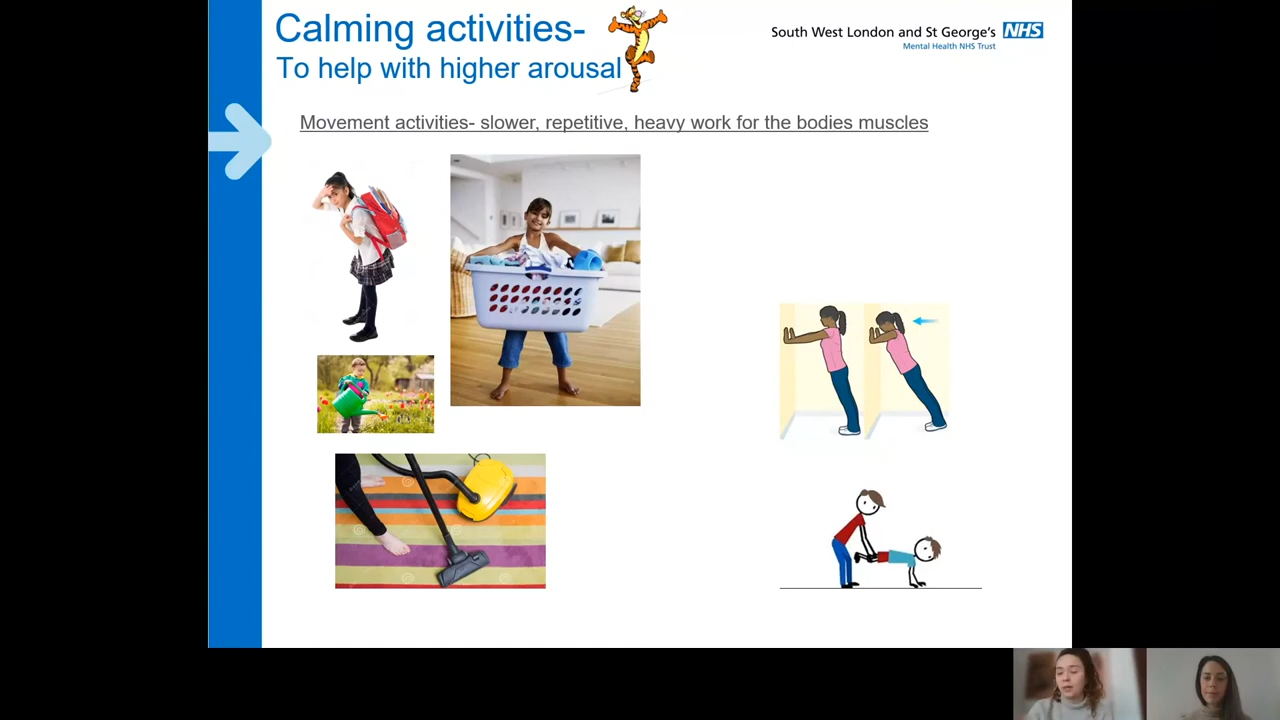 Calming activities-
To help with higher arousal
South West London and St George's NHS
Mental Health NHS Trust
Movement activities- slower, repetitive, heavy work for the bodies muscles